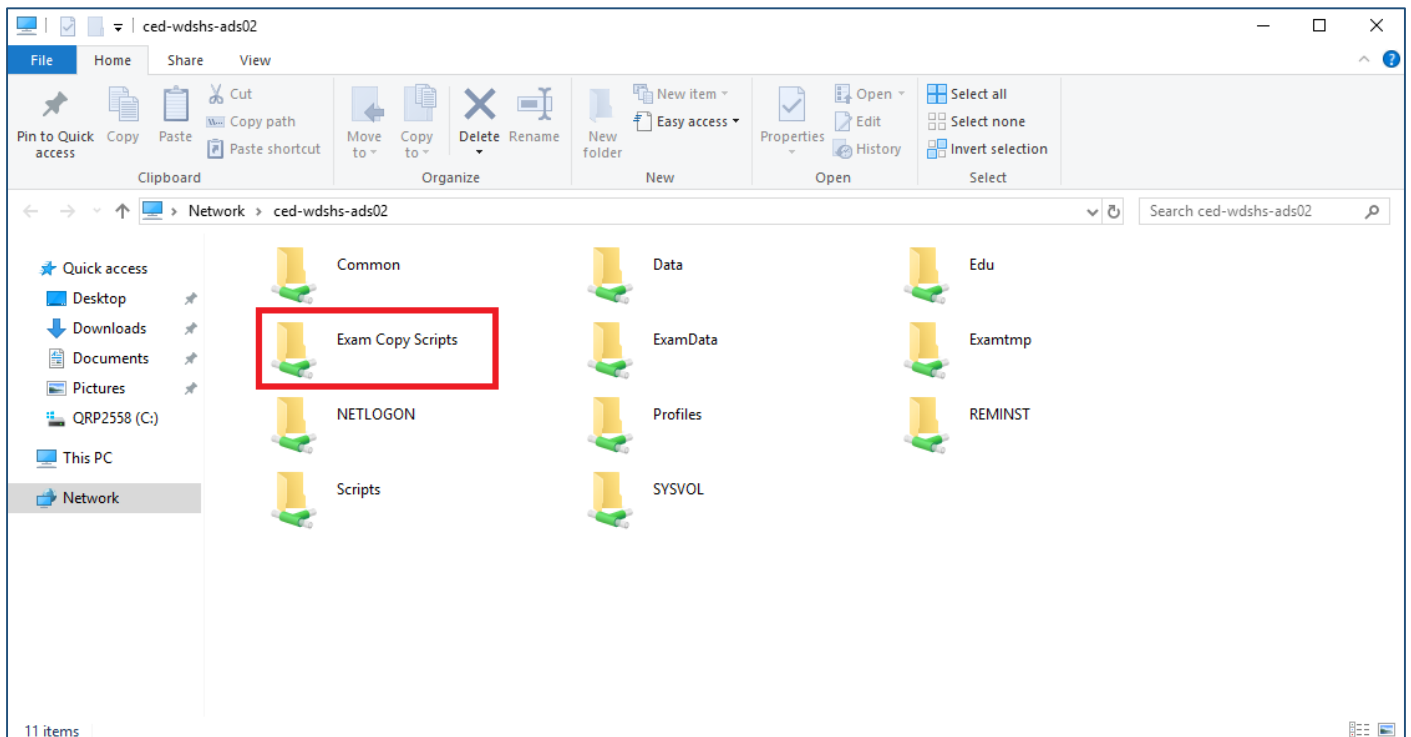 ced-wdshs-ads02
File Home Share View
Pin to Quick access
Copy
Paste
Cut
Copy path
Paste shortcut
Clipboard
Move to
Copy to
Delete
Rename
Organize
New folder
New item
Easy access
New
Properties
Open
Edit
History
Open
Select all
Select none
Invert selection
Select
Network > ced-wdshs-ads02
Search ced-wdshs-ads02
Quick access
Desktop
Downloads
Documents
Pictures
QRP2558 (C:)
This PC
Network
Common Data Edu
Exam Copy Scripts ExamData Examtmp
NETLOGON Profiles REMINST
Scripts SYSVOL
11 items